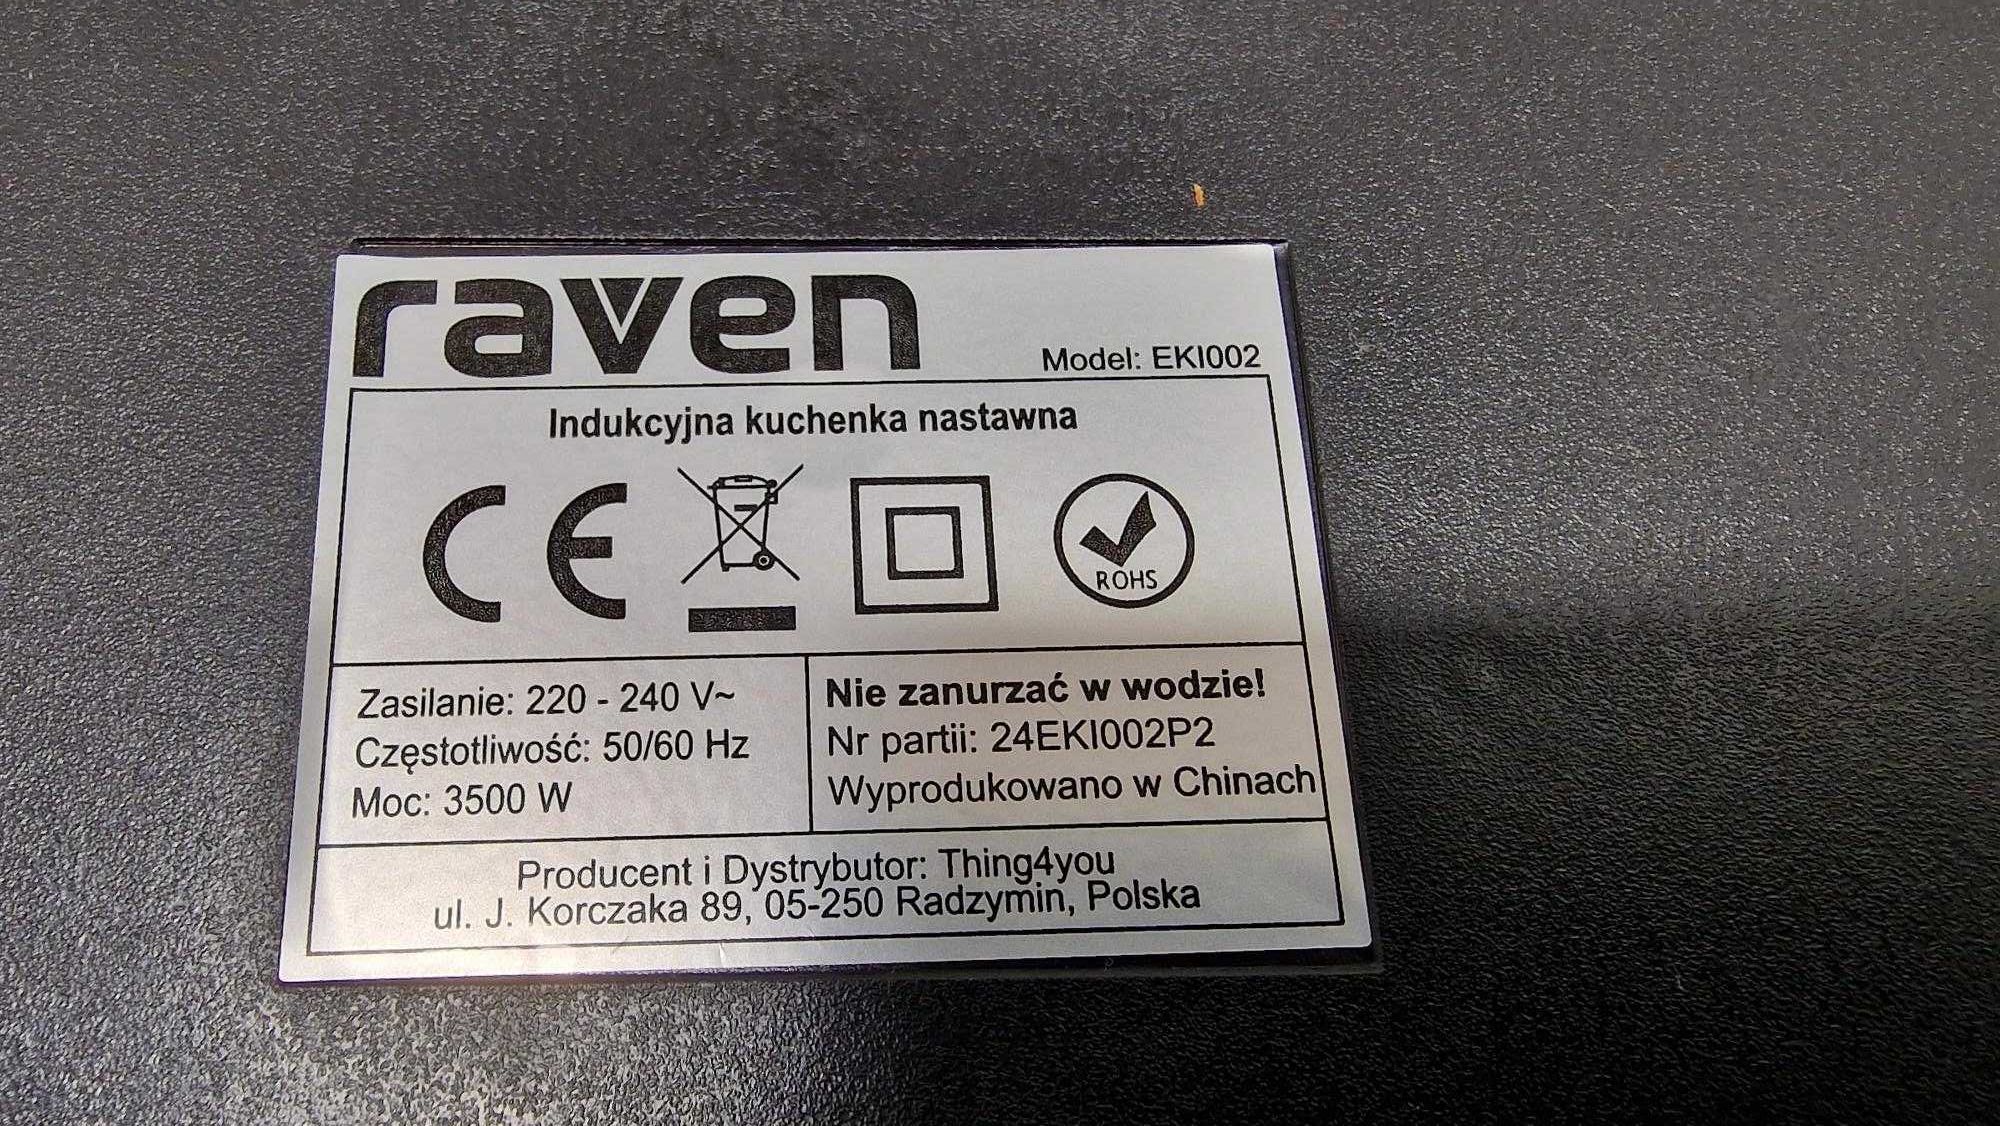 raven
Model: EKI002
Indukcyjna kuchenka nastawna
CE
ROHS
Zasilanie: 220 - 240 V~
Częstotliwość: 50/60 Hz
Moc: 3500 W
Nie zanurzać w wodzie!
Nr partii: 24EKI002P2
Wyprodukowano w Chinach
Producent i Dystrybutor: Thing4you
ul. J. Korczaka 89, 05-250 Radzymin, Polska